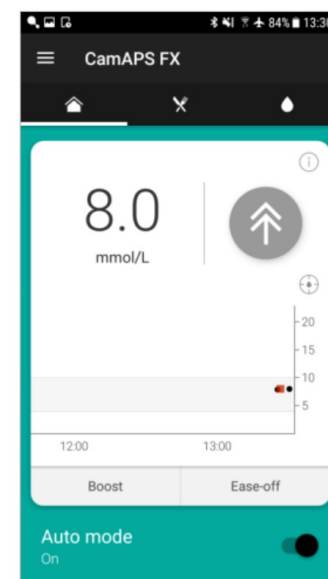 84% 13:30
CamAPS FX
8.0
mmol/L
20
15
10
5
12:00
13:00
Boost
Ease-off
Auto mode
On